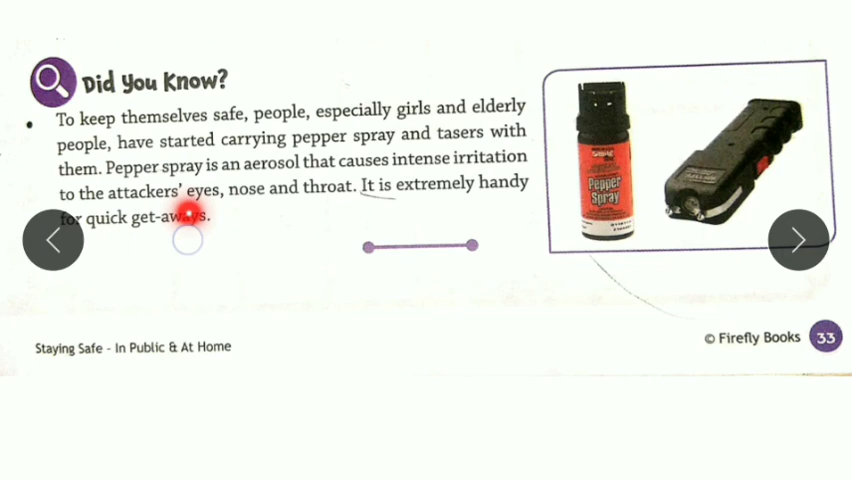 Did You Know?
• To keep themselves safe, people, especially girls and elderly
people, have started carrying pepper spray and tasers with
them. Pepper spray is an aerosol that causes intense irritation
to the attackers' eyes, nose and throat. It is extremely handy
for quick get-aways.
Pepper
Spray
Staying Safe - In Public & At Home
© Firefly Books 33